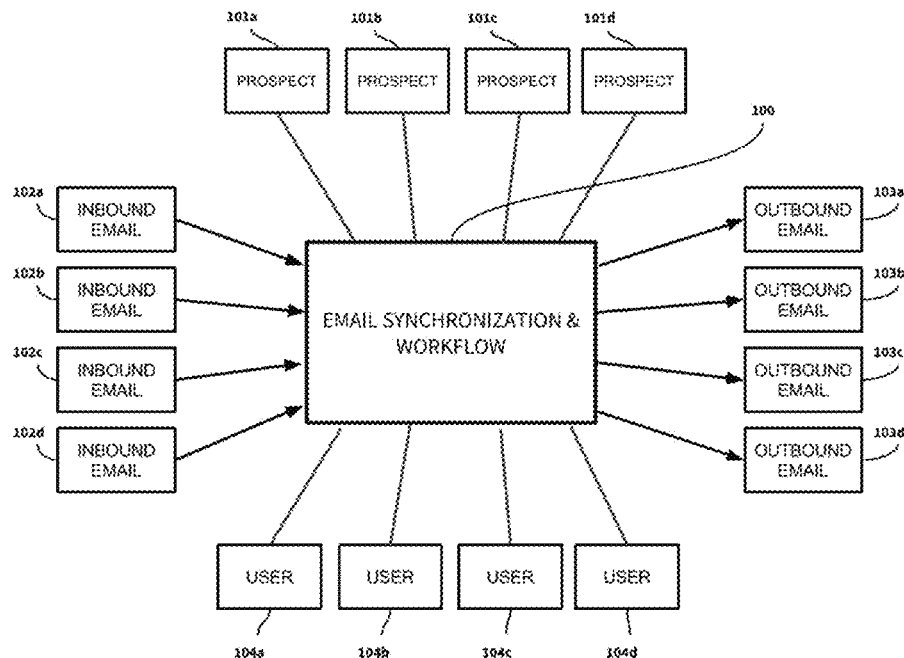 101a 101b 101c 101d
PROSPECT PROSPECT PROSPECT PROSPECT
100
102a INBOUND EMAIL
102b INBOUND EMAIL
102c INBOUND EMAIL
102d INBOUND EMAIL
EMAIL SYNCHRONIZATION &
WORKFLOW
OUTBOUND EMAIL 103a
OUTBOUND EMAIL 103b
OUTBOUND EMAIL 103c
OUTBOUND EMAIL 103d
USER USER USER USER
104a 104b 104c 104d